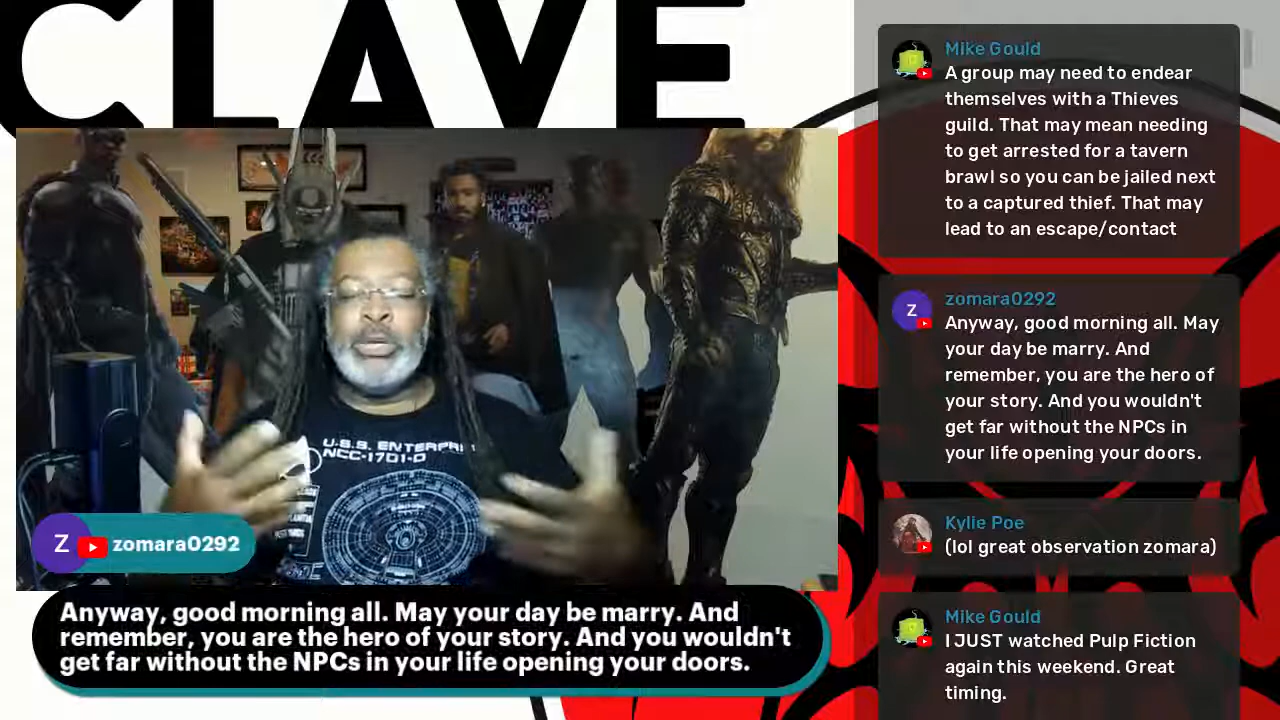 CLAVE
U.S.S. ENTERPRI
NCC-1701-D
Z zomara0292
Anyway, good morning all. May your day be marry. And
remember, you are the hero of your story. And you wouldn't
get far without the NPCs in your life opening your doors.
Mike Gould
A group may need to endear
themselves with a Thieves
guild. That may mean needing
to get arrested for a tavern
brawl so you can be jailed next
to a captured thief. That may
lead to an escape/contact
Z zomara0292
Anyway, good morning all. May
your day be marry. And
remember, you are the hero of
your story. And you wouldn't
get far without the NPCs in
your life opening your doors.
Kylie Poe
(lol great observation zomara)
Mike Gould
I JUST watched Pulp Fiction
again this weekend. Great
timing.